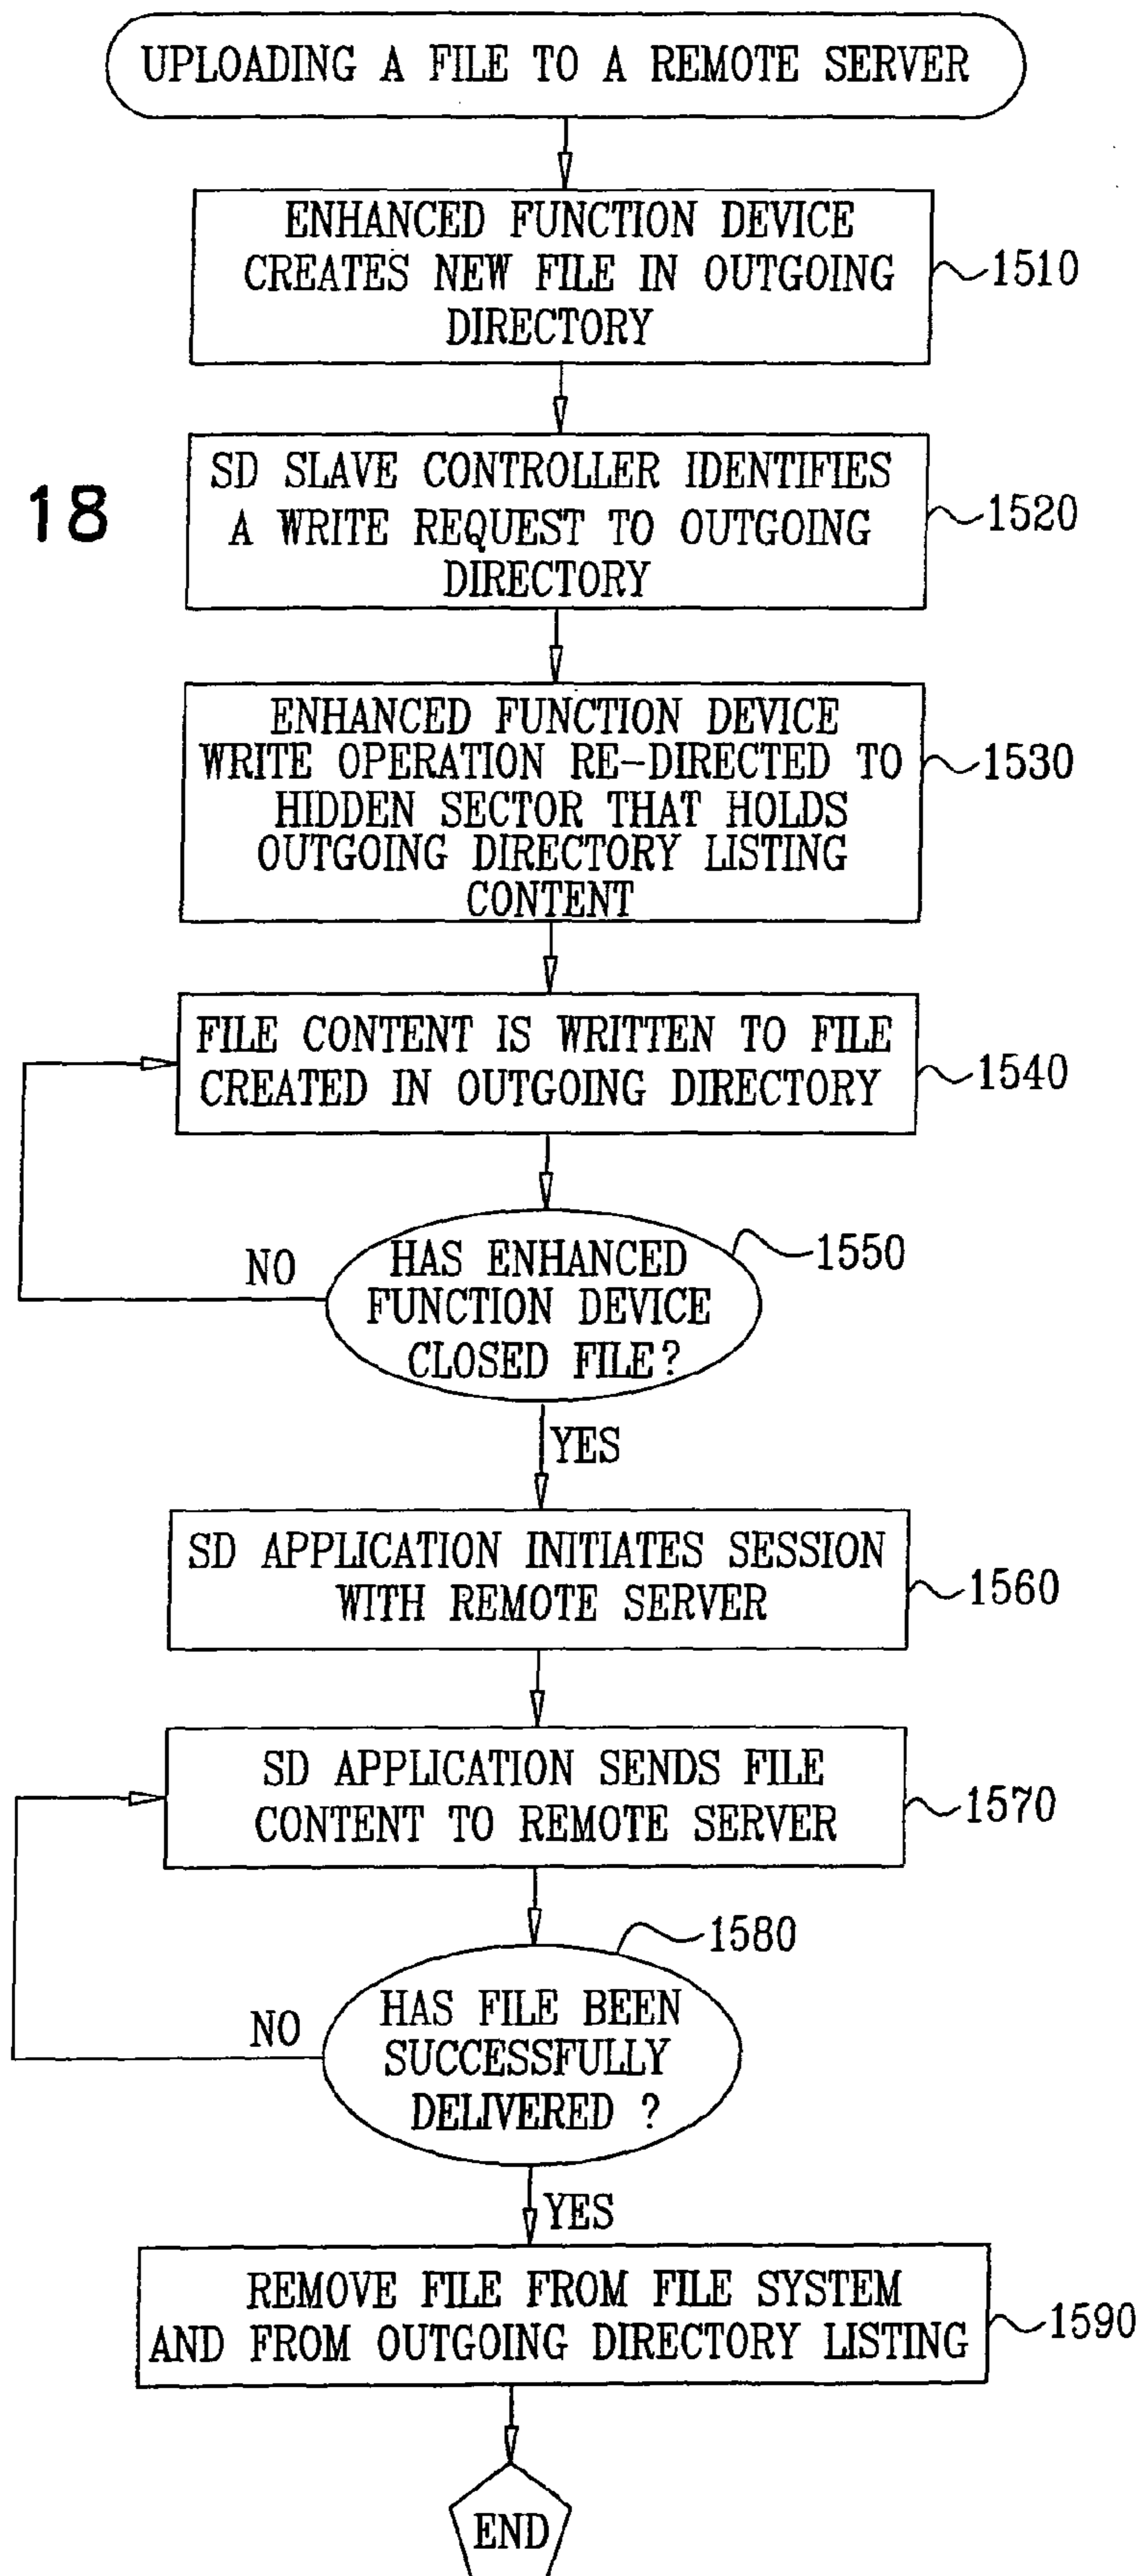 UPLOADING A FILE TO A REMOTE SERVER
ENHANCED FUNCTION DEVICE
CREATES NEW FILE IN OUTGOING
DIRECTORY
1510
18
SD SLAVE CONTROLLER IDENTIFIES
A WRITE REQUEST TO OUTGOING
DIRECTORY
1520
ENHANCED FUNCTION DEVICE
WRITE OPERATION RE-DIRECTED TO
HIDDEN SECTOR THAT HOLDS
OUTGOING DIRECTORY LISTING
CONTENT
1530
FILE CONTENT IS WRITTEN TO FILE
CREATED IN OUTGOING DIRECTORY
1540
HAS ENHANCED
FUNCTION DEVICE
CLOSED FILE?
1550
NO
YES
SD APPLICATION INITIATES SESSION
WITH REMOTE SERVER
1560
SD APPLICATION SENDS FILE
CONTENT TO REMOTE SERVER
1570
HAS FILE BEEN
SUCCESSFULLY
DELIVERED ?
1580
NO
YES
REMOVE FILE FROM FILE SYSTEM
AND FROM OUTGOING DIRECTORY LISTING
1590
END